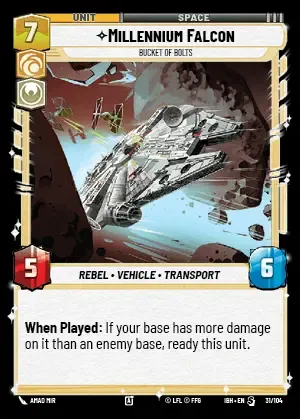 UNIT
SPACE
7
✧MILLENNIUM FALCON
BUCKET OF BOLTS
5
6
REBEL • VEHICLE • TRANSPORT
When Played: If your base has more damage
on it than an enemy base, ready this unit.
AMAD MIR
© LFL © FFG
IBH • EN
31/104